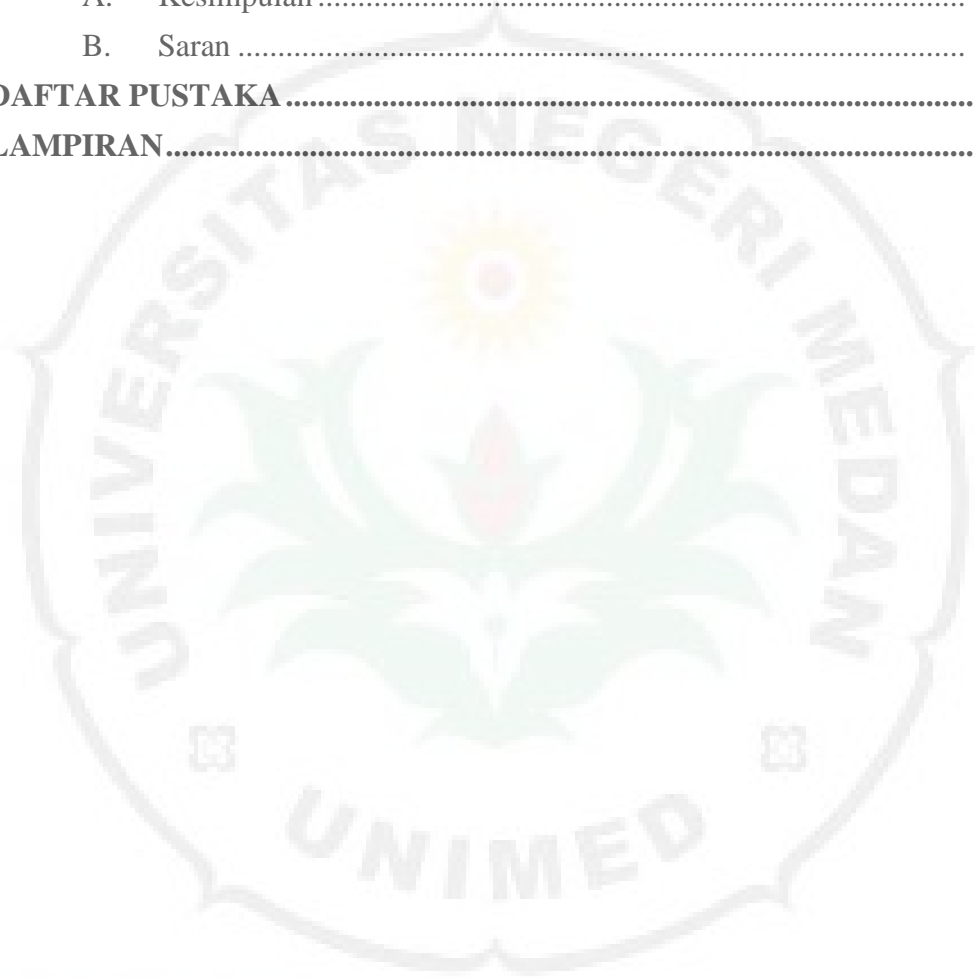 A. Kesimpulan ........................................................................................
B. Saran ........................................................................................
DAFTAR PUSTAKA ........................................................................................
LAMPIRAN ........................................................................................
UNIVERSITAS NEGERI MEDAN
UNIMED